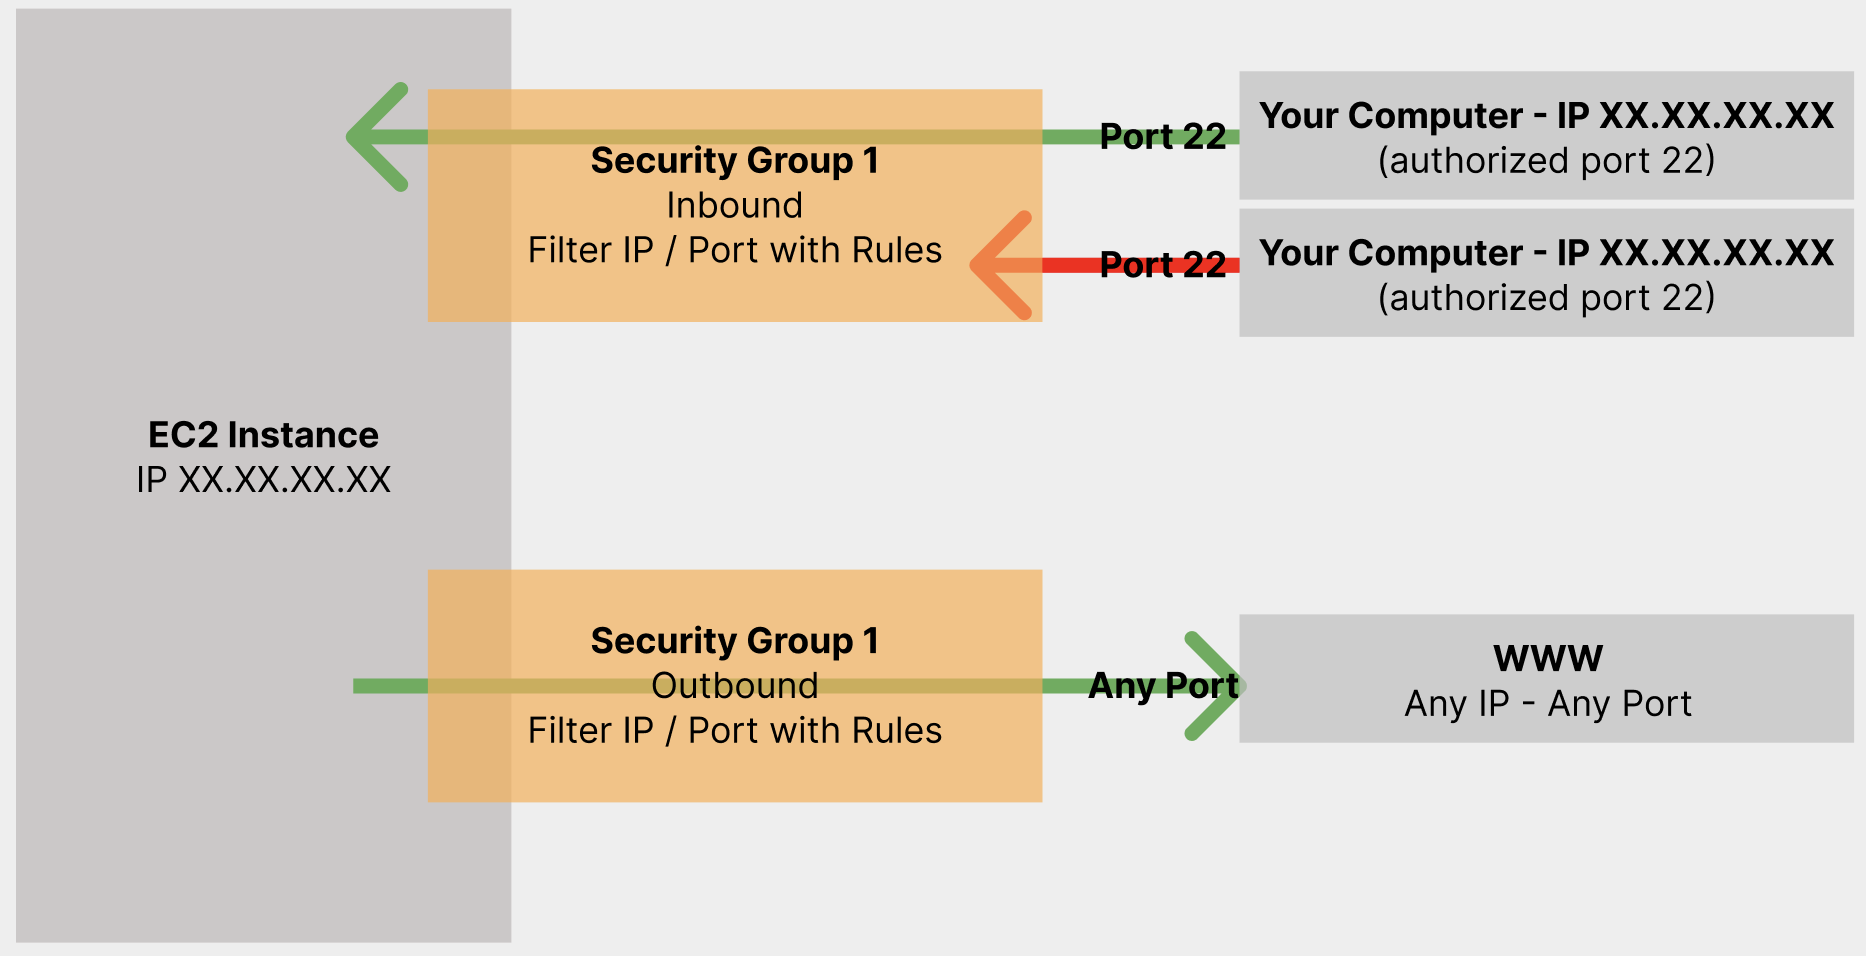 Your Computer - IP XX.XX.XX.XX
(authorized port 22)
Port 22
Security Group 1
Inbound
Filter IP / Port with Rules
Your Computer - IP XX.XX.XX.XX
(authorized port 22)
Port 22
EC2 Instance
IP XX.XX.XX.XX
Security Group 1
Outbound
Filter IP / Port with Rules
Any Port
WWW
Any IP - Any Port